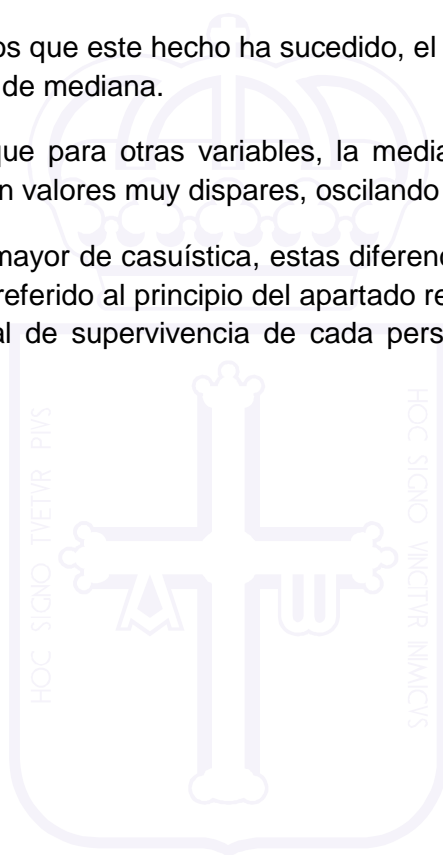 os que este hecho ha sucedido, el
de mediana.
que para otras variables, la media
n valores muy dispares, oscilando
mayor de casuística, estas diferenc
referido al principio del apartado re
al de supervivencia de cada pers
HOC SIGNO TVETVR PIVS
HOC SIGNO VINCITVR INIMICVS